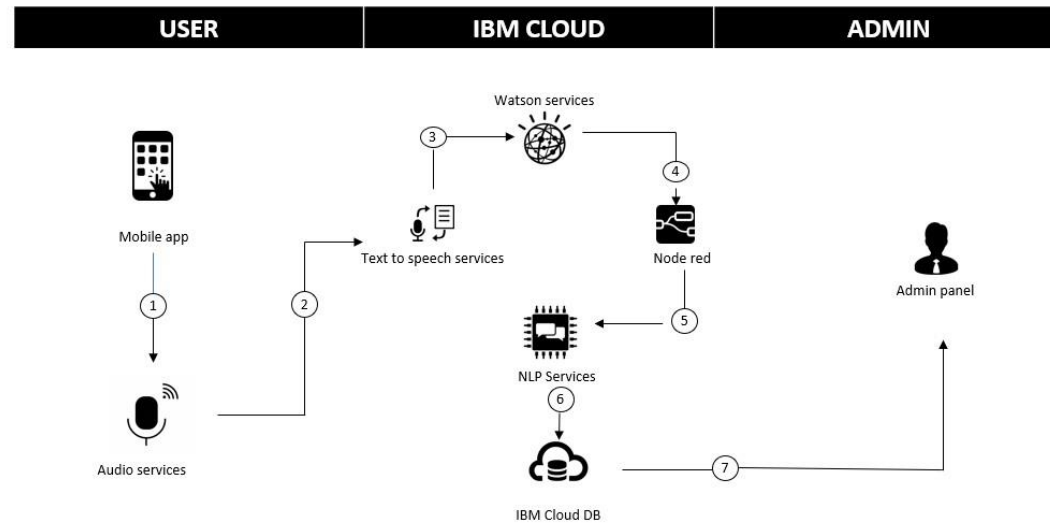 USER
IBM CLOUD
ADMIN
Watson services
3
4
Mobile app
Text to speech services
Node red
Admin panel
1
2
5
NLP Services
6
Audio services
7
IBM Cloud DB